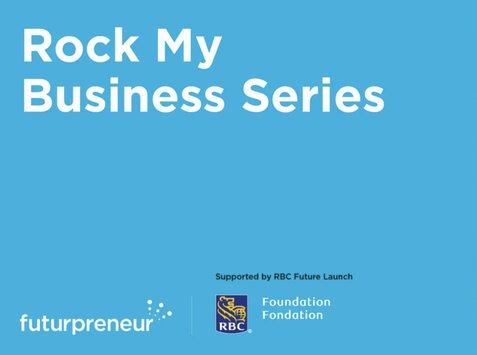 Rock My
Business Series
Supported by RBC Future Launch
futurpreneur
RBC
®
Foundation
Fondation